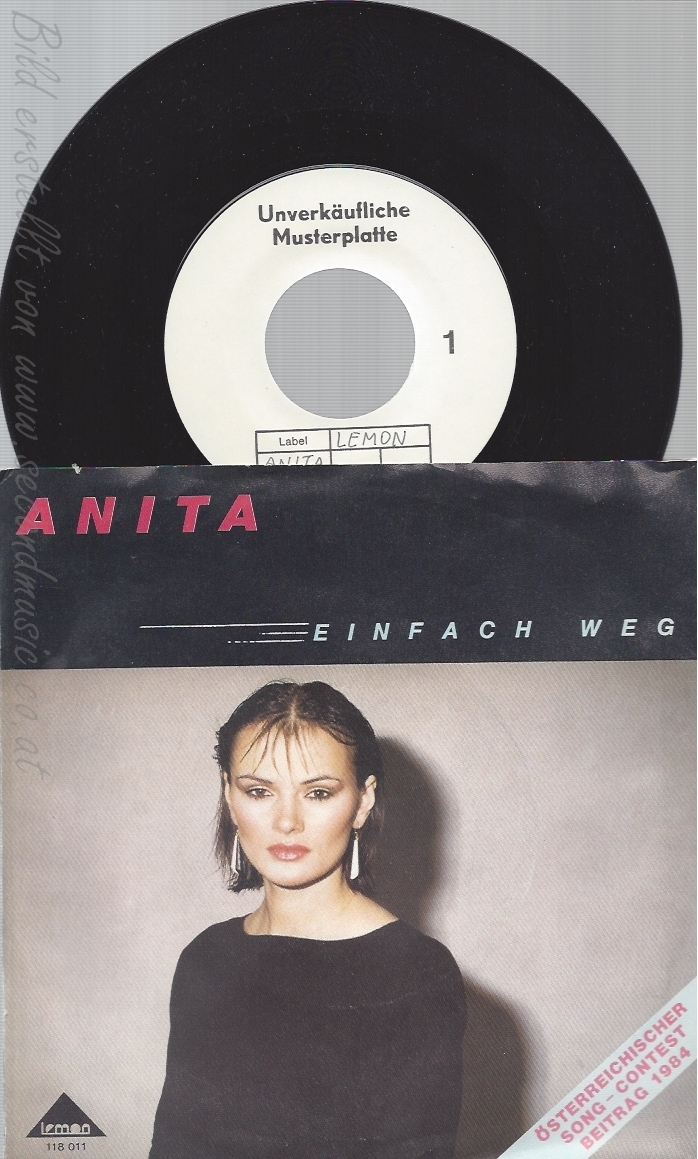 Unverkäufliche
Musterplatte
1
Label LEMON
ANITA
ANITA
EINFACH WEG
ÖSTERREICHISCHER
SONG-CONTEST
BEITRAG 1984
lemon
118 011
Bild erstellt von www.secondmusic.co.at